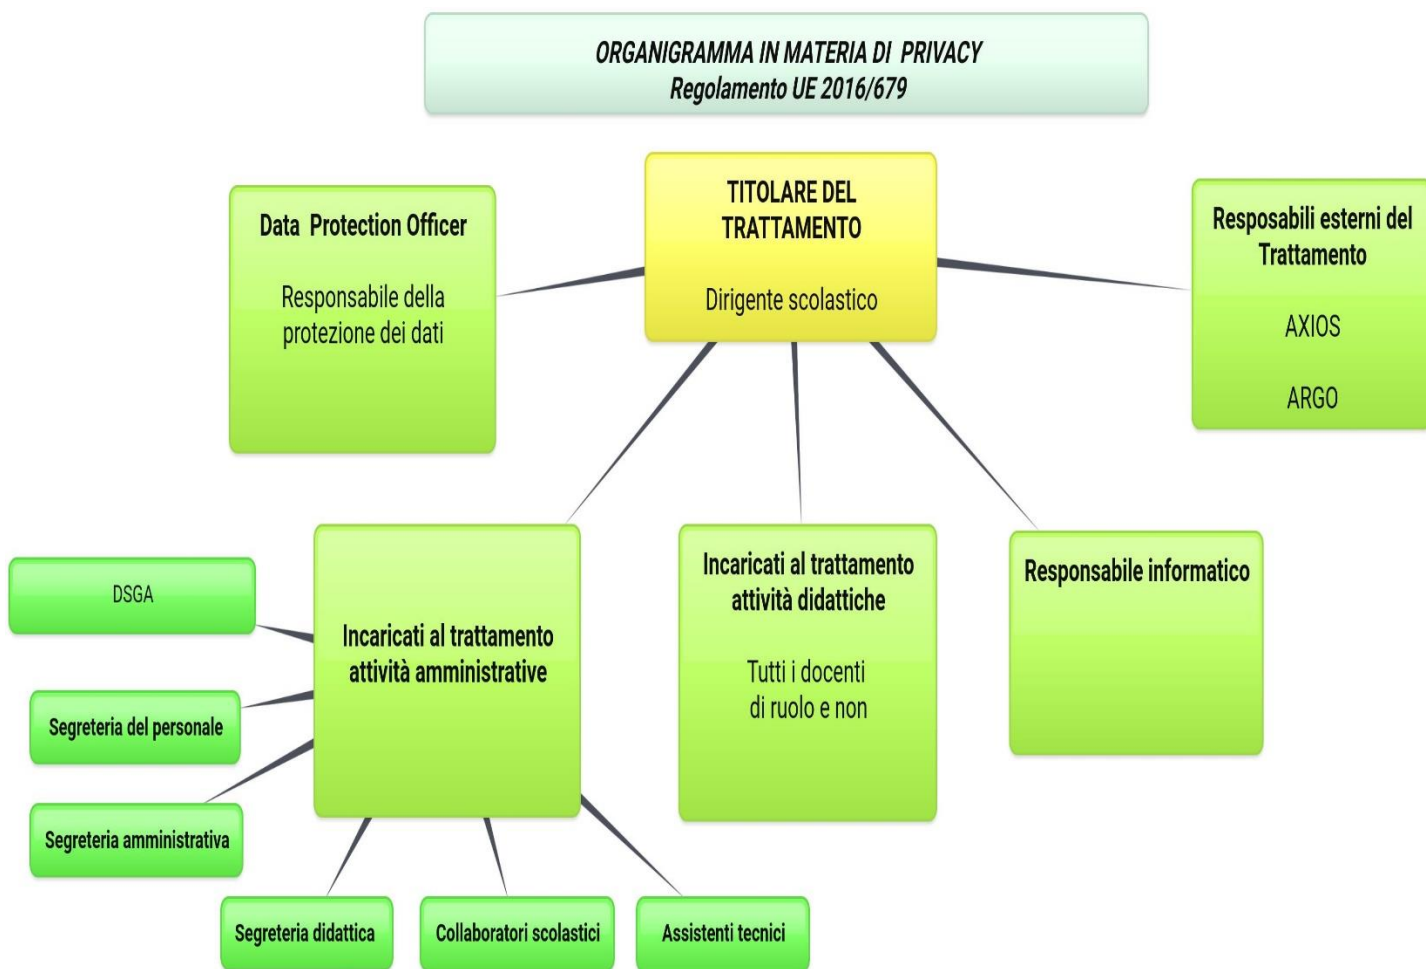 ORGANIGRAMMA IN MATERIA DI PRIVACY
Regolamento UE 2016/679
TITOLARE DEL
TRATTAMENTO
Dirigente scolastico
Data Protection Officer
Responsabile della
protezione dei dati
Resposabili esterni del
Trattamento
AXIOS
ARGO
Incaricati al trattamento
attività amministrative
Incaricati al trattamento
attività didattiche
Tutti i docenti
di ruolo e non
Responsabile informatico
DSGA
Segreteria del personale
Segreteria amministrativa
Segreteria didattica
Collaboratori scolastici
Assistenti tecnici